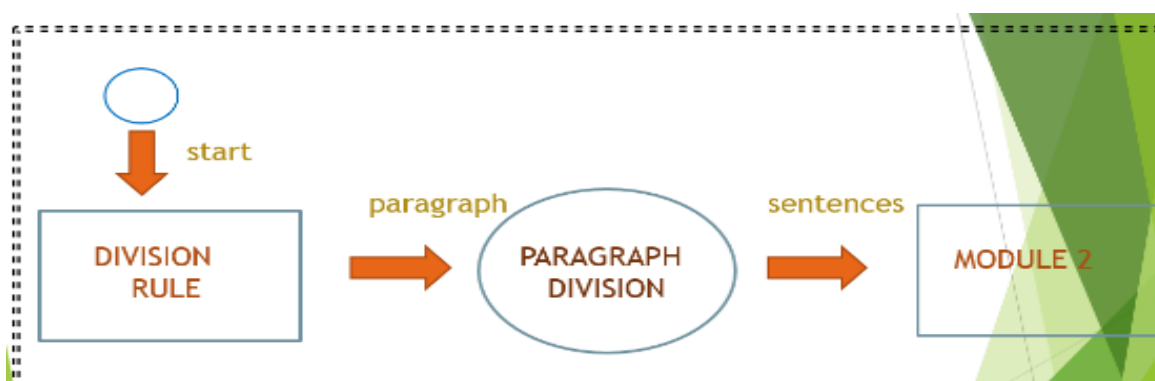 start
paragraph
sentences
DIVISION
RULE
PARAGRAPH
DIVISION
MODULE 2